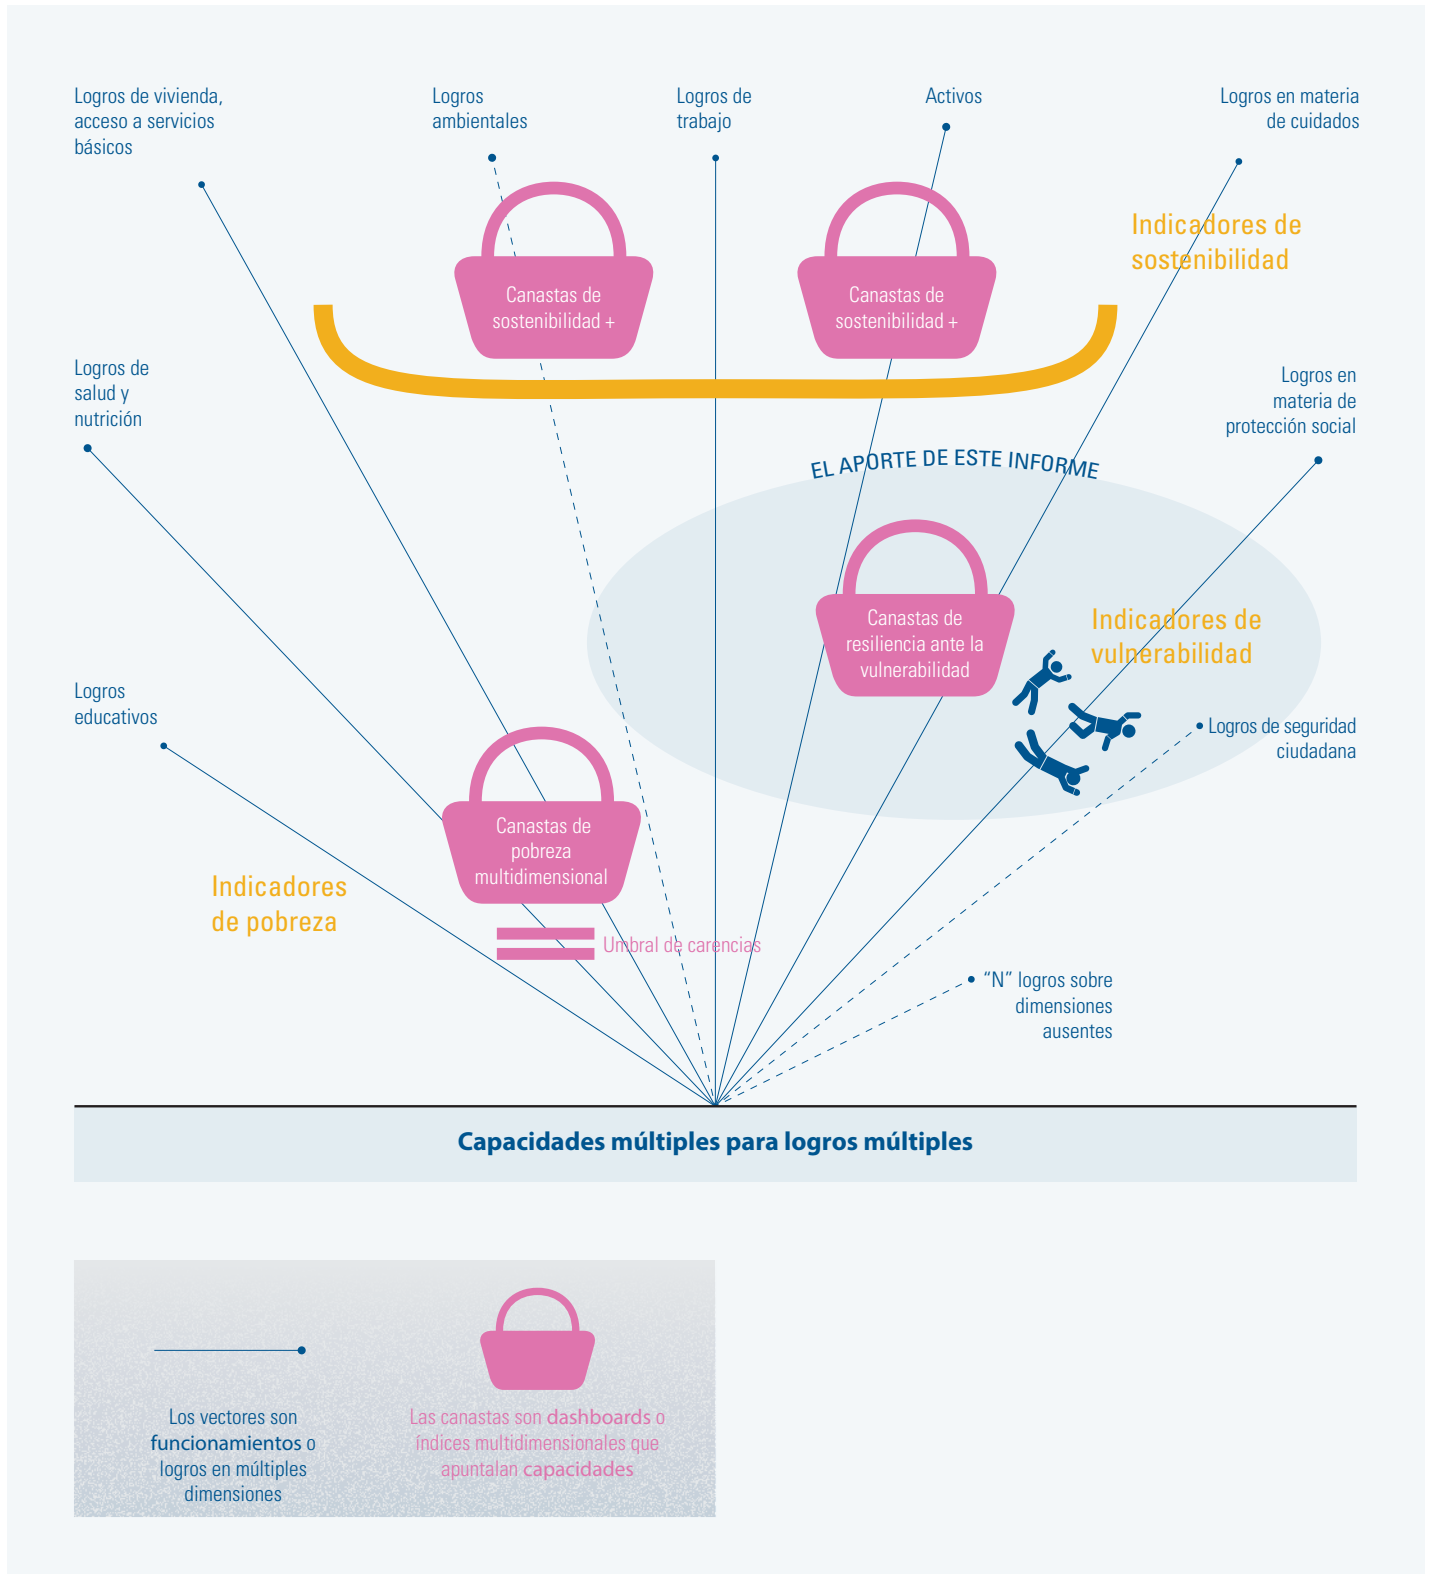 Logros de vivienda,
acceso a servicios
básicos
Logros
ambientales
Logros de
trabajo
Activos
Logros en materia
de cuidados
Indicadores de
sostenibilidad
Canastas de
sostenibilidad +
Canastas de
sostenibilidad +
Logros de
salud y
nutrición
Logros en
materia de
protección social
EL APORTE DE ESTE INFORME
Canastas de
resiliencia ante la
vulnerabilidad
Indicadores de
vulnerabilidad
Logros
educativos
Logros de seguridad
ciudadana
Canastas de
pobreza
multidimensional
Indicadores
de pobreza
Umbral de carencias
“N” logros sobre
dimensiones
ausentes
Capacidades múltiples para logros múltiples
Los vectores son
funcionamientos o
logros en múltiples
dimensiones
Las canastas son dashboards o
índices multidimensionales que
apuntalan capacidades